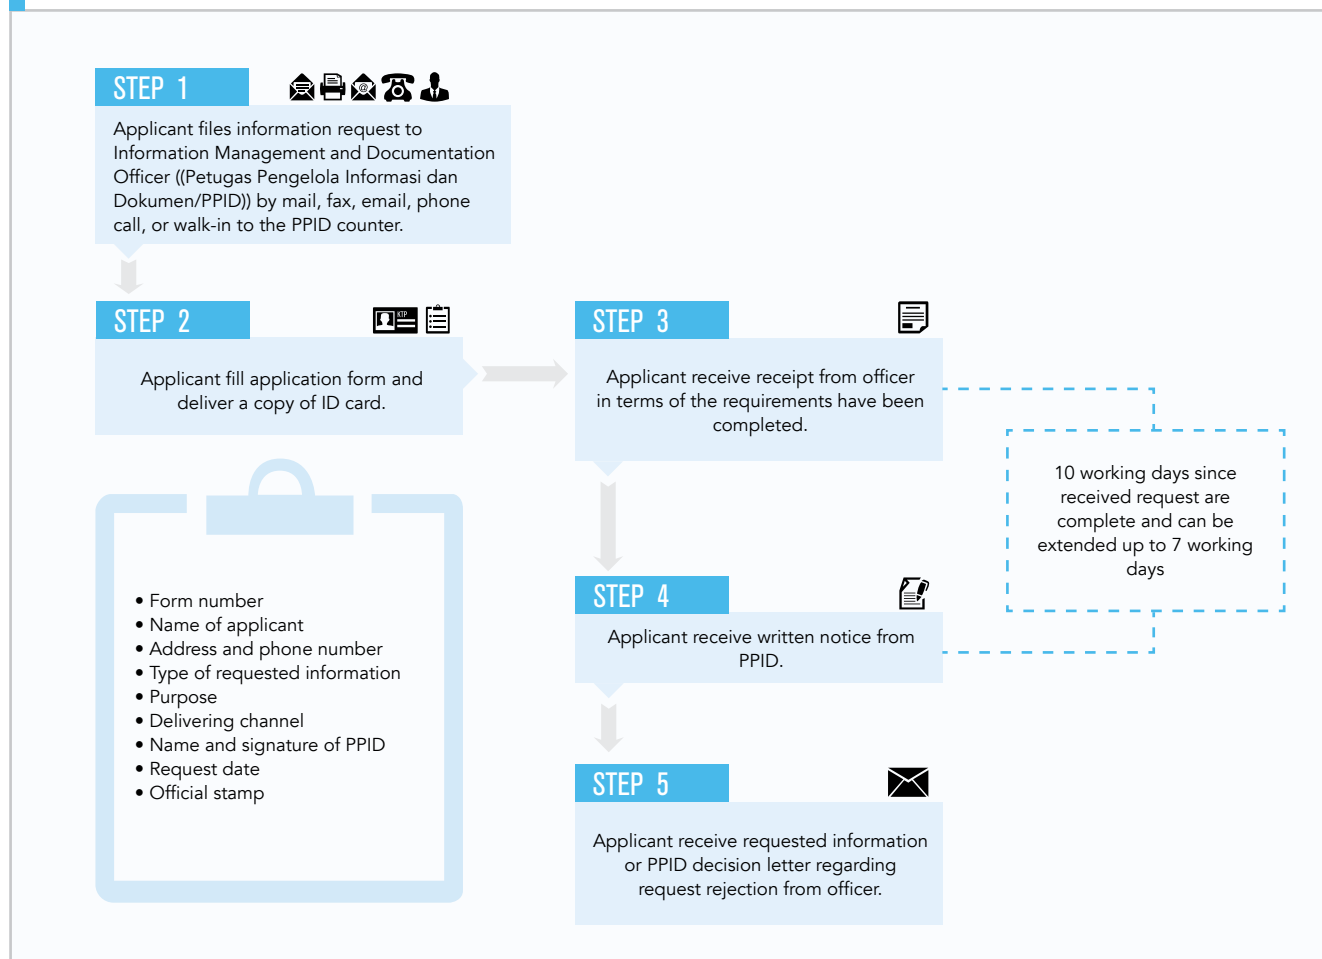 STEP 1
Applicant files information request to
Information Management and Documentation
Officer ((Petugas Pengelola Informasi dan
Dokumen/PPID)) by mail, fax, email, phone
call, or walk-in to the PPID counter.
STEP 2
KTP
Applicant fill application form and
deliver a copy of ID card.
• Form number
• Name of applicant
• Address and phone number
• Type of requested information
• Purpose
• Delivering channel
• Name and signature of PPID
• Request date
• Official stamp
STEP 3
Applicant receive receipt from officer
in terms of the requirements have been
completed.
10 working days since
received request are
complete and can be
extended up to 7 working
days
STEP 4
Applicant receive written notice from
PPID.
STEP 5
Applicant receive requested information
or PPID decision letter regarding
request rejection from officer.